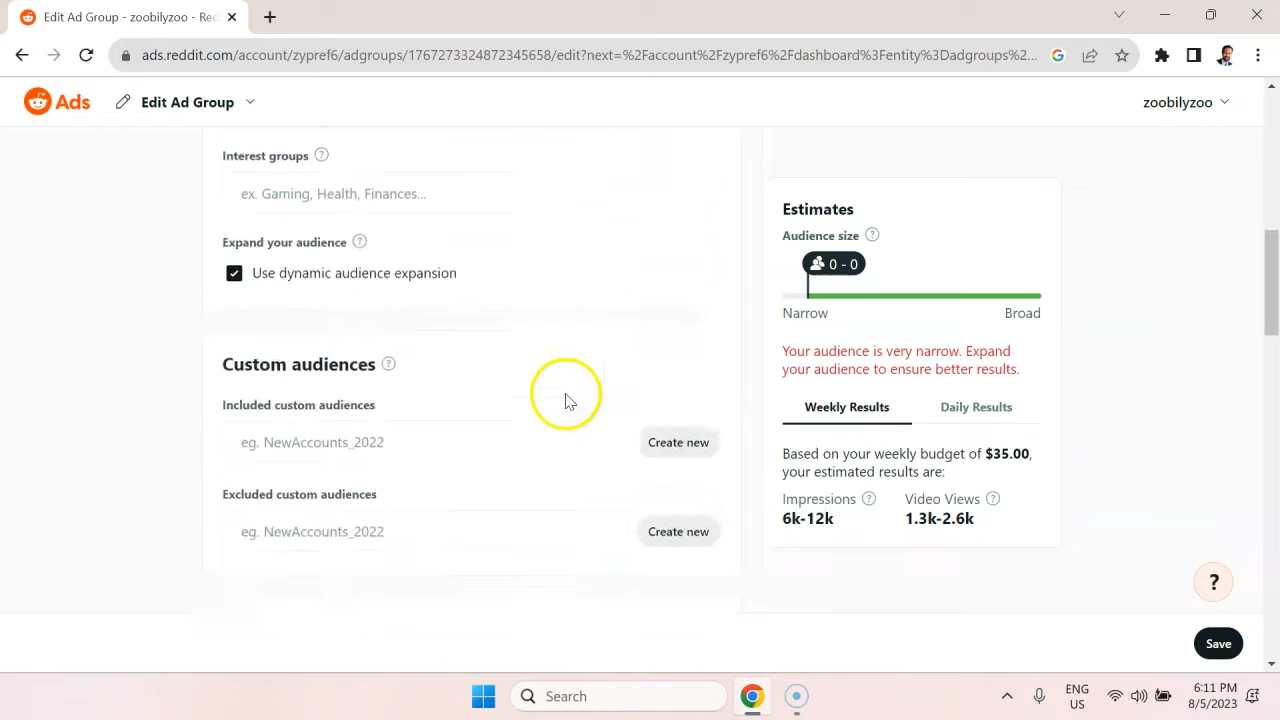 Edit Ad Group - zoobilyzoo - Red
ads.reddit.com/account/zypref6/adgroups/1767273324872345658/edit?next=%2Faccount%2Fzypref6%2Fdashboard%3Fentity%3Dadgroups%2...
Ads
Edit Ad Group
zoobilyzoo
Interest groups ?
ex. Gaming, Health, Finances...
Expand your audience ?
Use dynamic audience expansion
Custom audiences ?
Included custom audiences
eg. NewAccounts_2022
Create new
Excluded custom audiences
eg. NewAccounts_2022
Create new
Estimates
Audience size ?
0 - 0
Narrow
Broad
Your audience is very narrow. Expand
your audience to ensure better results.
Weekly Results
Daily Results
Based on your weekly budget of $35.00,
your estimated results are:
Impressions ?
Video Views ?
6k-12k
1.3k-2.6k
?
Save
Search
ENG
US
6:11 PM
8/5/2023